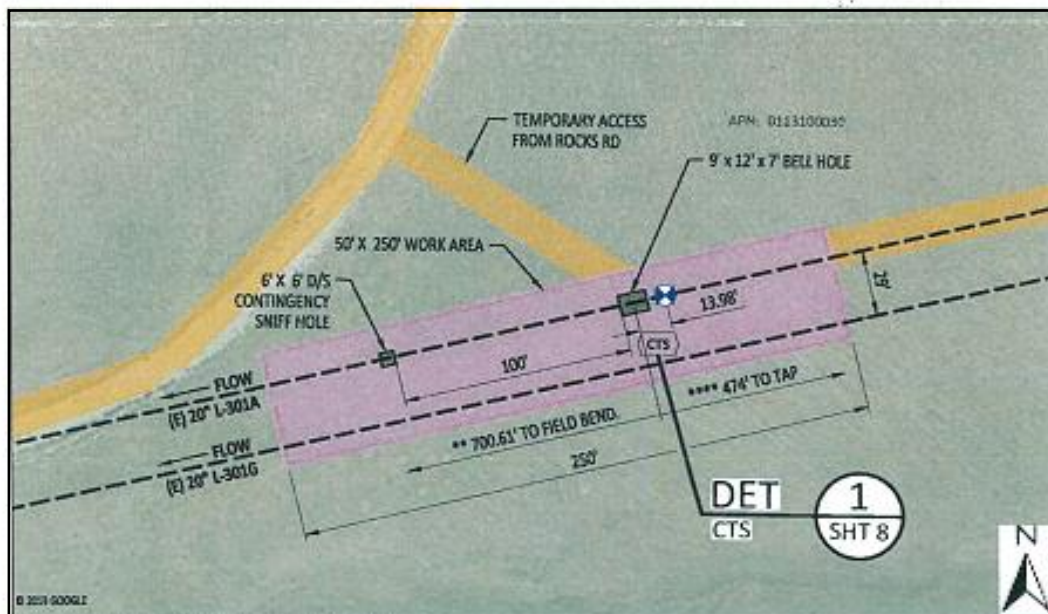 TEMPORARY ACCESS
FROM ROCKS RD
APN: 0113100030
9' x 12' x 7' BELL HOLE
50' X 250' WORK AREA
6' X 6' D/S
CONTINGENCY
SNIFF HOLE
13.98'
19'
CTS
100'
FLOW
(E) 20" L-301A
**** 474' TO TAP
** 700.61' TO FIELD BEND.
FLOW
(E) 20" L-301G
250'
DET
CTS
1
SHT 8
N
GOOGLE